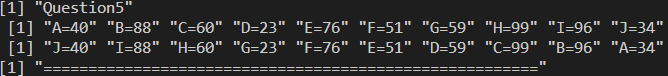 [1] "Question5"
[1] "A=40" "B=88" "C=60" "D=23" "E=76" "F=51" "G=59" "H=99" "I=96" "J=34"
[1] "J=40" "I=88" "H=60" "G=23" "F=76" "E=51" "D=59" "C=99" "B=96" "A=34"
[1] "===================================================="